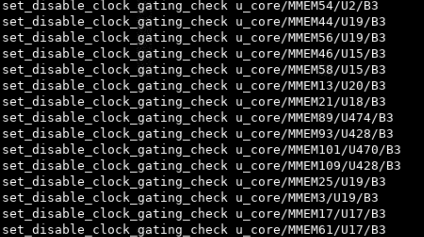 set_disable_clock_gating_check u_core/MMEM54/U2/B3
set_disable_clock_gating_check u_core/MMEM44/U19/B3
set_disable_clock_gating_check u_core/MMEM56/U19/B3
set_disable_clock_gating_check u_core/MMEM46/U15/B3
set_disable_clock_gating_check u_core/MMEM58/U15/B3
set_disable_clock_gating_check u_core/MMEM13/U20/B3
set_disable_clock_gating_check u_core/MMEM21/U18/B3
set_disable_clock_gating_check u_core/MMEM89/U474/B3
set_disable_clock_gating_check u_core/MMEM93/U428/B3
set_disable_clock_gating_check u_core/MMEM101/U470/B3
set_disable_clock_gating_check u_core/MMEM109/U428/B3
set_disable_clock_gating_check u_core/MMEM25/U19/B3
set_disable_clock_gating_check u_core/MMEM3/U19/B3
set_disable_clock_gating_check u_core/MMEM17/U17/B3
set_disable_clock_gating_check u_core/MMEM61/U17/B3